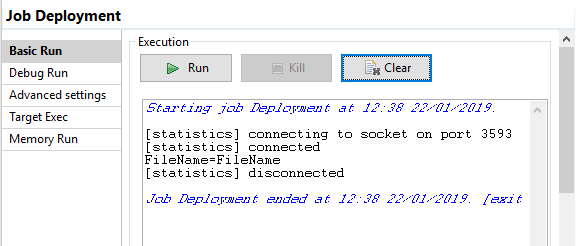 Job Deployment
Basic Run
Debug Run
Advanced settings
Target Exec
Memory Run
Execution
Run
Kill
Clear
Starting job Deployment at 12:38 22/01/2019.
[statistics] connecting to socket on port 3593
[statistics] connected
FileName=FileName
[statistics] disconnected
Job Deployment ended at 12:38 22/01/2019. [exit